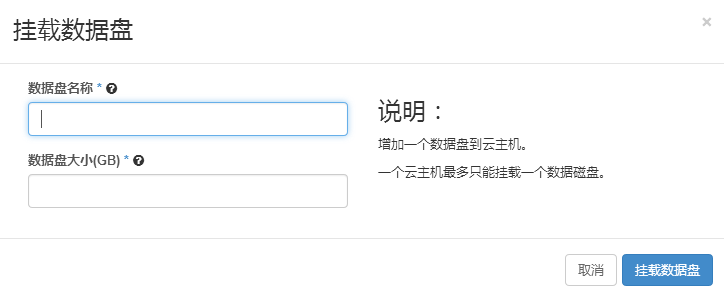 挂载数据盘
×
数据盘名称 *
数据盘大小(GB) *
说明：
增加一个数据盘到云主机。
一个云主机最多只能挂载一个数据磁盘。
取消
挂载数据盘